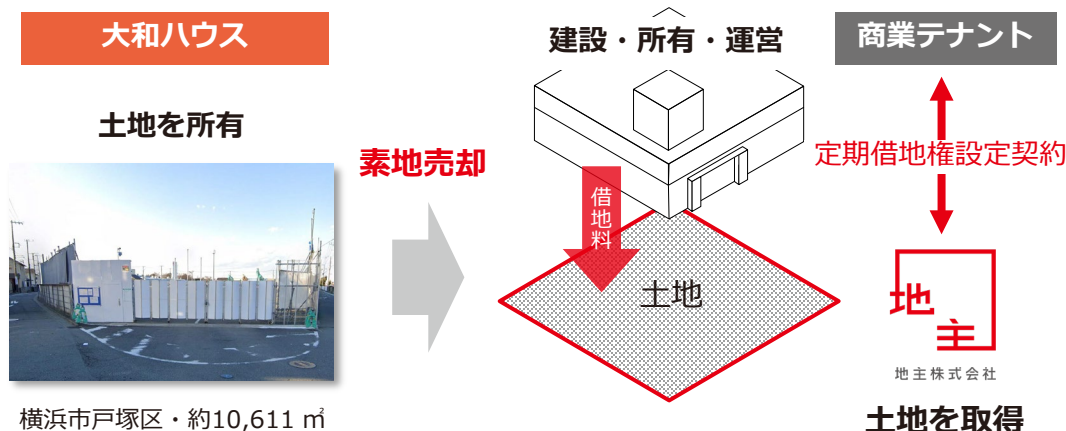 大和ハウス
土地を所有
横浜市戸塚区・約10,611 ㎡
素地売却
建設・所有・運営
借地料
土地
商業テナント
定期借地権設定契約
地主
地主株式会社
土地を取得